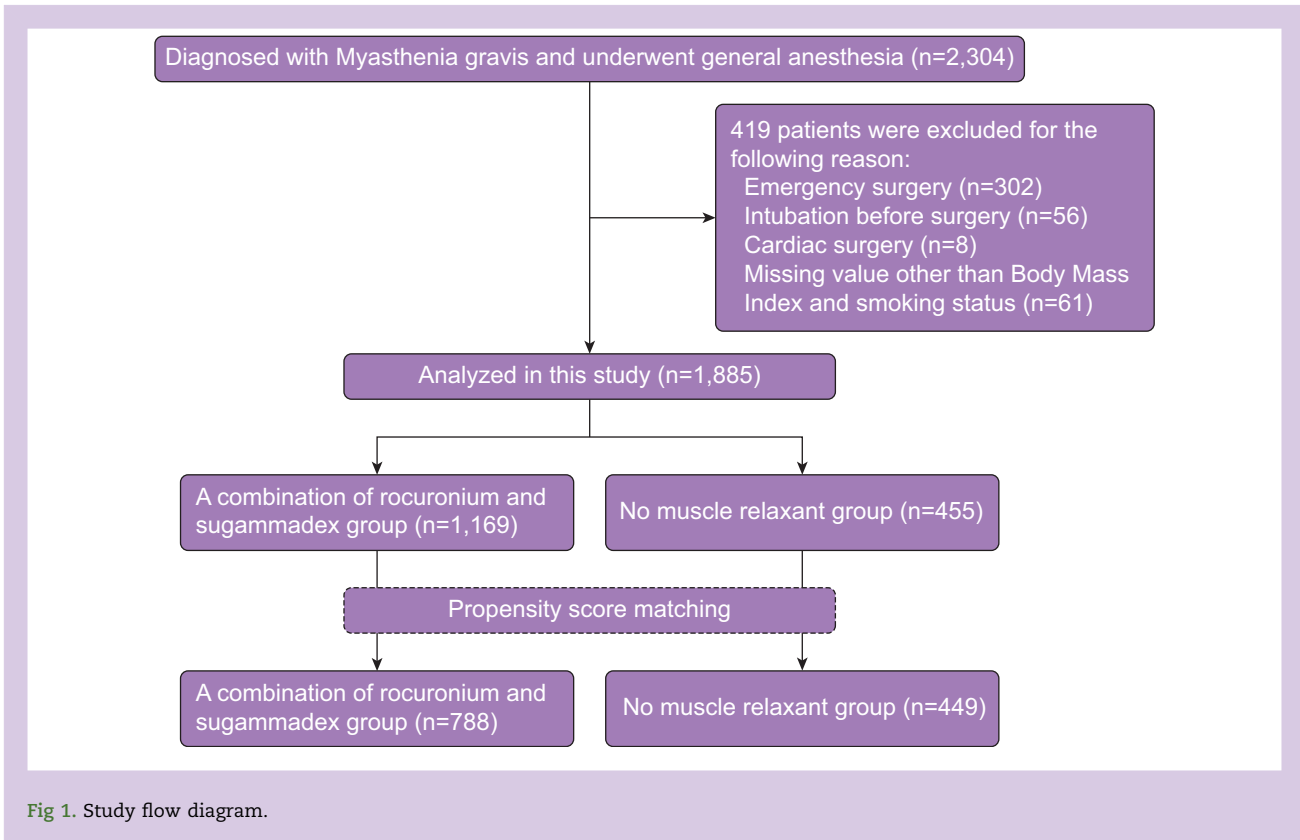 Diagnosed with Myasthenia gravis and underwent general anesthesia (n=2,304)
419 patients were excluded for the
following reason:
Emergency surgery (n=302)
Intubation before surgery (n=56)
Cardiac surgery (n=8)
Missing value other than Body Mass
Index and smoking status (n=61)
Analyzed in this study (n=1,885)
A combination of rocuronium and
sugammadex group (n=1,169)
No muscle relaxant group (n=455)
Propensity score matching
A combination of rocuronium and
sugammadex group (n=788)
No muscle relaxant group (n=449)
Fig 1. Study flow diagram.